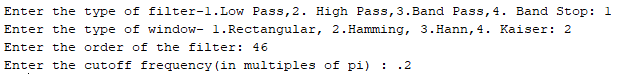 Enter the type of filter-1.Low Pass,2. High Pass,3.Band Pass,4. Band Stop: 1
Enter the type of window- 1.Rectangular, 2.Hamming, 3.Hann,4. Kaiser: 2
Enter the order of the filter: 46
Enter the cutoff frequency(in multiples of pi) : .2